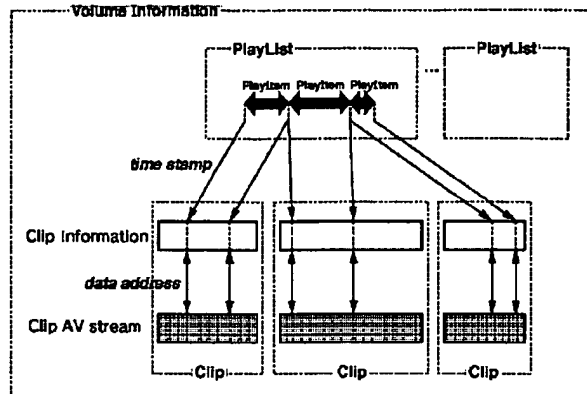 Volume Information
PlayList
PlayList
PlayItem PlayItem PlayItem
...
time stamp
Clip Information
data address
Clip AV stream
Clip
Clip
Clip